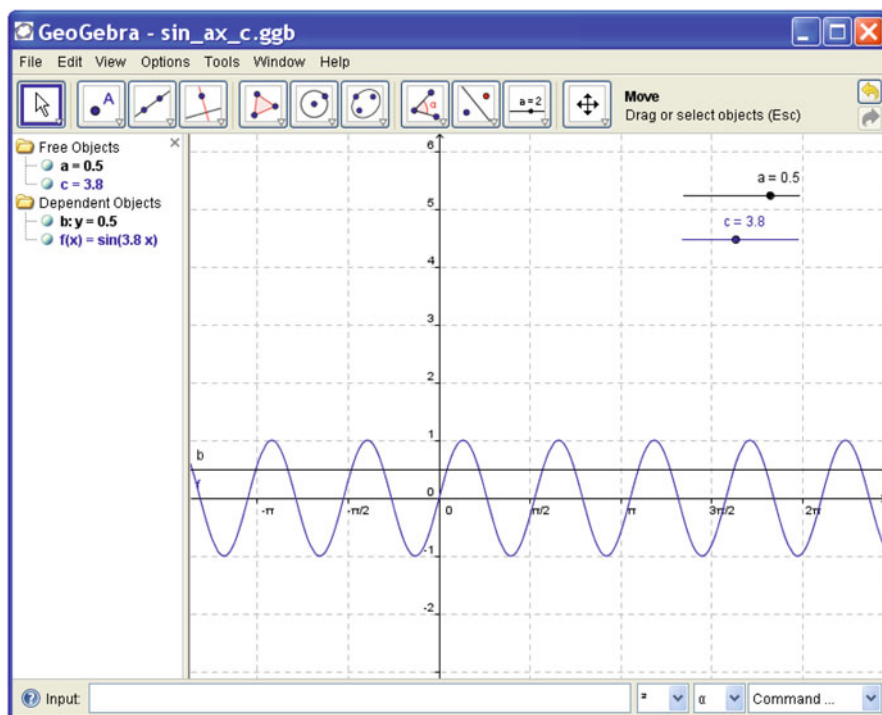 GeoGebra - sin_ax_c.ggb
File Edit View Options Tools Window Help
A
α
a=2
Move
Drag or select objects (Esc)
Free Objects
a = 0.5
c = 3.8
Dependent Objects
b: y = 0.5
f(x) = sin(3.8 x)
a = 0.5
c = 3.8
6
5
4
3
2
1
b
f
0
-π -π/2 0 π/2 π 3π/2 2π
-1
-2
Input: ² α Command ...